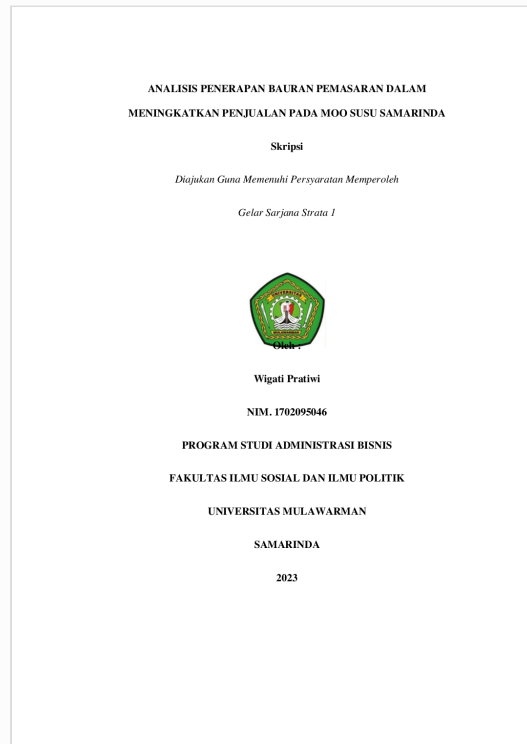 ANALISIS PENERAPAN BAURAN PEMASARAN DALAM
MENINGKATKAN PENJUALAN PADA MOO SUSU SAMARINDA
Skripsi
Diajukan Guna Memenuhi Persyaratan Memperoleh
Gelar Sarjana Strata 1
UNIVERSITAS
Oleh :
Wigati Pratiwi
NIM. 1702095046
PROGRAM STUDI ADMINISTRASI BISNIS
FAKULTAS ILMU SOSIAL DAN ILMU POLITIK
UNIVERSITAS MULAWARMAN
SAMARINDA
2023